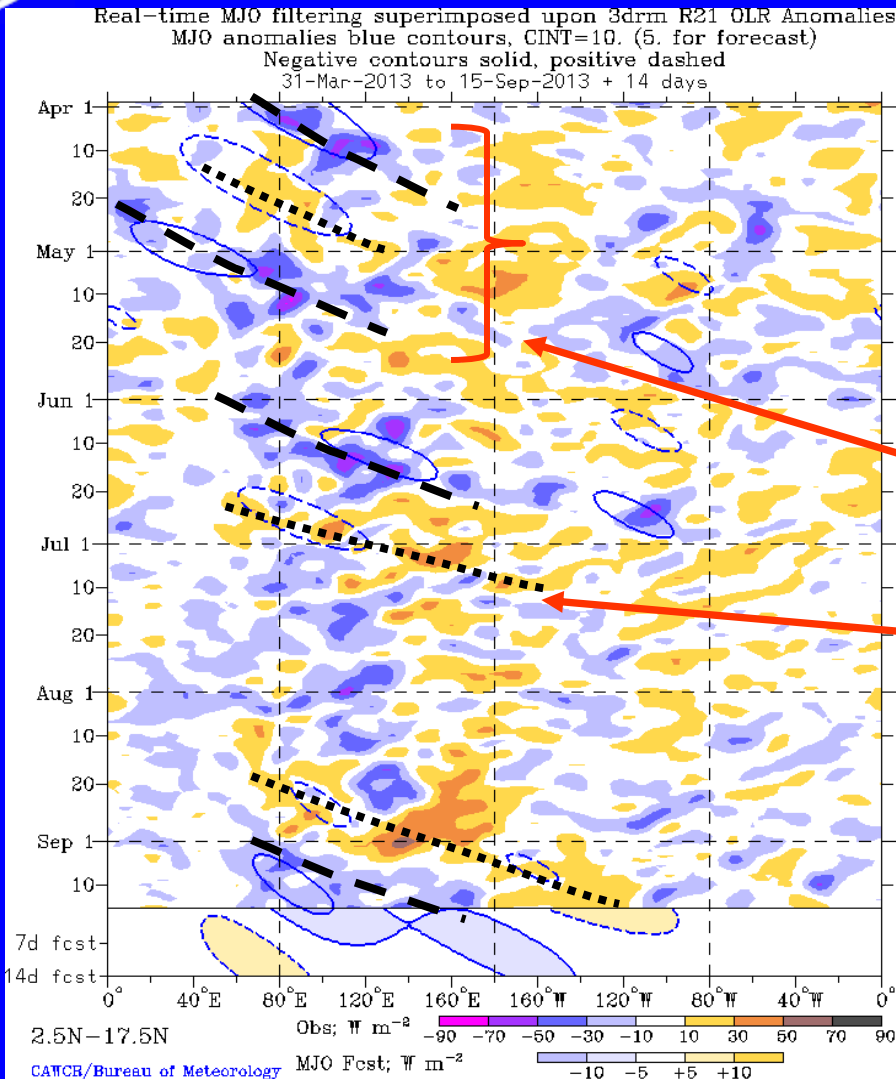 Real-time MJO filtering superimposed upon 3drm R21 OLR Anomalies
MJO anomalies blue contours, CINT=10. (5. for forecast)
Negative contours solid, positive dashed
31-Mar-2013 to 15-Sep-2013 + 14 days
Apr 1
10
20
May 1
10
20
Jun 1
10
20
Jul 1
10
20
Aug 1
10
20
Sep 1
10
7d fcst
14d fcst
0° 40°E 80°E 120°E 160°E 160°W 120°W 80°W 40°W 0°
2.5N-17.5N
Obs; W m-2
-90 -70 -50 -30 -10 10 30 50 70 90
CAWCR/Bureau of Meteorology
MJO Fcst; W m-2
-10 -5 +5 +10